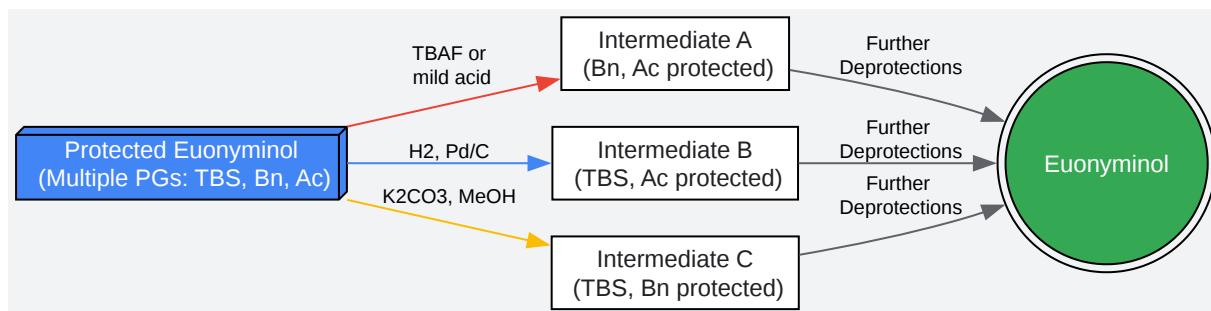 Protected Euonyminol
(Multiple PGs: TBS, Bn, Ac)
TBAF or
mild acid
H2, Pd/C
K2CO3, MeOH
Intermediate A
(Bn, Ac protected)
Intermediate B
(TBS, Ac protected)
Intermediate C
(TBS, Bn protected)
Further
Deprotections
Further
Deprotections
Further
Deprotections
Euonyminol